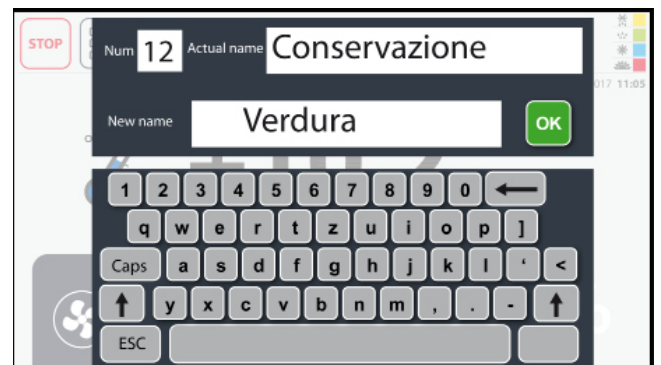 STOP
Num 12 Actual name Conservazione
017 11:05
New name Verdura OK
1 2 3 4 5 6 7 8 9 0
q w e r t z u i o p ]
Caps a s d f g h j k l ‘ <
y x c v b n m , . -
ESC